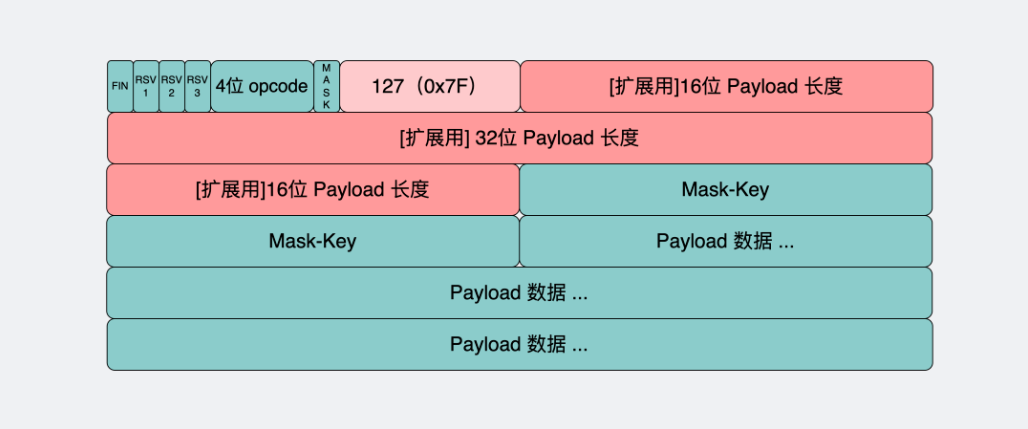 FIN RSV 1 RSV 2 RSV 3 4位 opcode MASK 127（0x7F） [扩展用]16位 Payload 长度
[扩展用] 32位 Payload 长度
[扩展用]16位 Payload 长度 Mask-Key
Mask-Key Payload 数据 ...
Payload 数据 ...
Payload 数据 ...